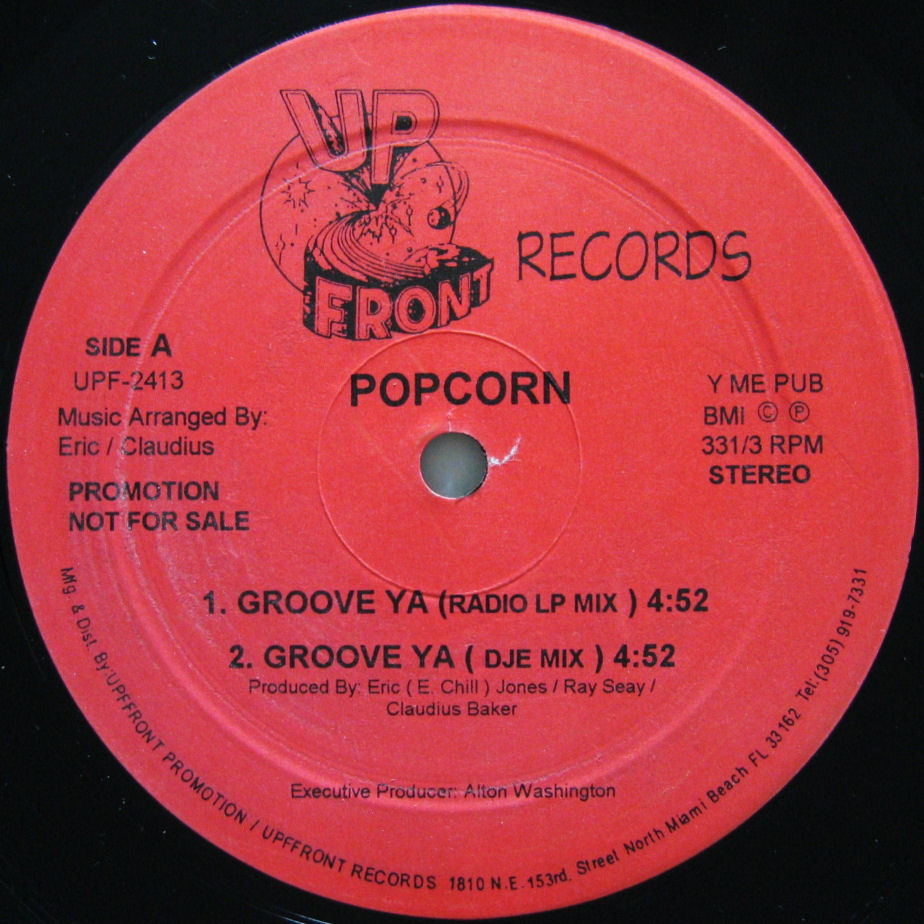 UP
FRONT
RECORDS
SIDE A
UPF-2413
Music Arranged By:
Eric / Claudius
PROMOTION
NOT FOR SALE
POPCORN
Y ME PUB
BMi © ℗
331/3 RPM
STEREO
1. GROOVE YA (RADIO LP MIX ) 4:52
2. GROOVE YA ( DJE MIX ) 4:52
Produced By: Eric ( E. Chill ) Jones / Ray Seay /
Claudius Baker
Executive Producer: Alton Washington
Mfg. & Dist. By:UPFFRONT PROMOTION / UPFFRONT RECORDS 1810 N.E. 153rd. Street North Miami Beach FL 33162 Tel:(305) 919-7331